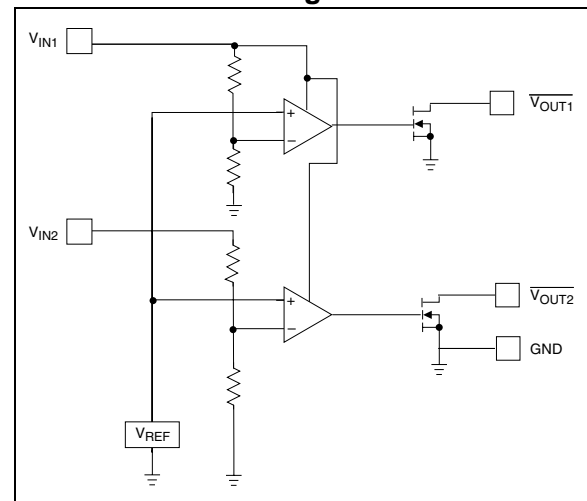 V_IN1
V_OUT1
+
−
V_IN2
V_OUT2
+
−
GND
V_REF